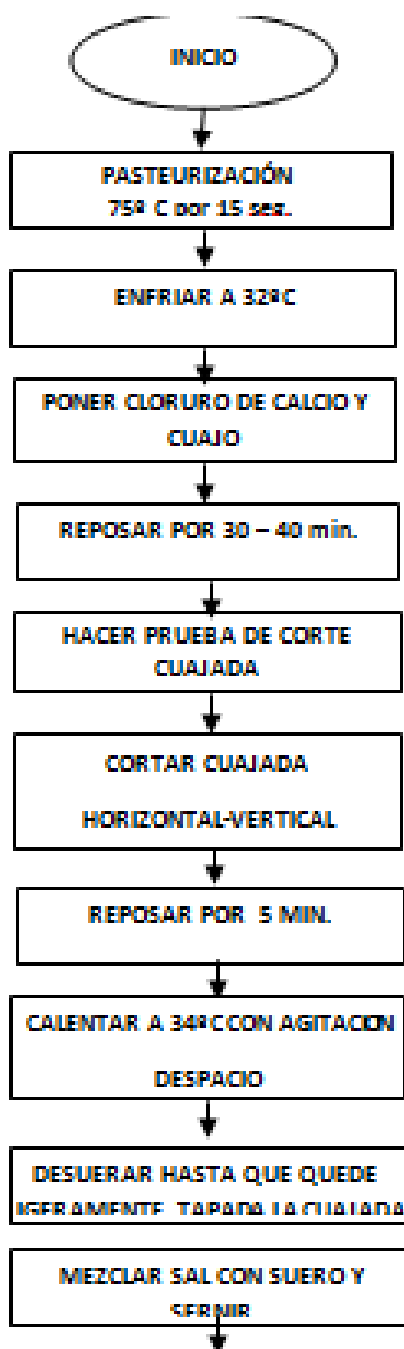 INICIO
PASTEURIZACIÓN
75º C por 15 seg.
ENFRIAR A 32ºC
PONER CLORURO DE CALCIO Y
CUAJO
REPOSAR POR 30 – 40 min.
HACER PRUEBA DE CORTE
CUAJADA
CORTAR CUAJADA
HORIZONTAL-VERTICAL
REPOSAR POR 5 MIN.
CALENTAR A 34ºC CON AGITACION
DESPACIO
DESUERAR HASTA QUE QUEDE
IGERAMENTE TAPADA LA CUAJADA
MEZCLAR SAL CON SUERO Y
SERNIR